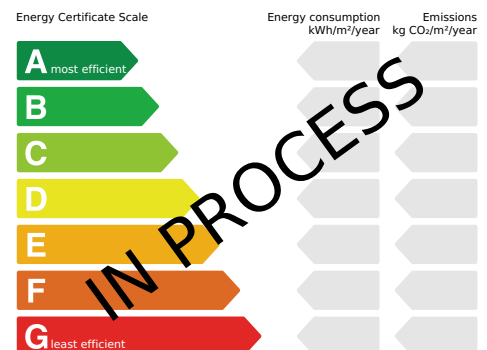 Energy Certificate Scale
Energy consumption
kWh/m²/year
Emissions
kg CO₂/m²/year
A most efficient
B
C
D
E
F
G least efficient
IN PROCESS